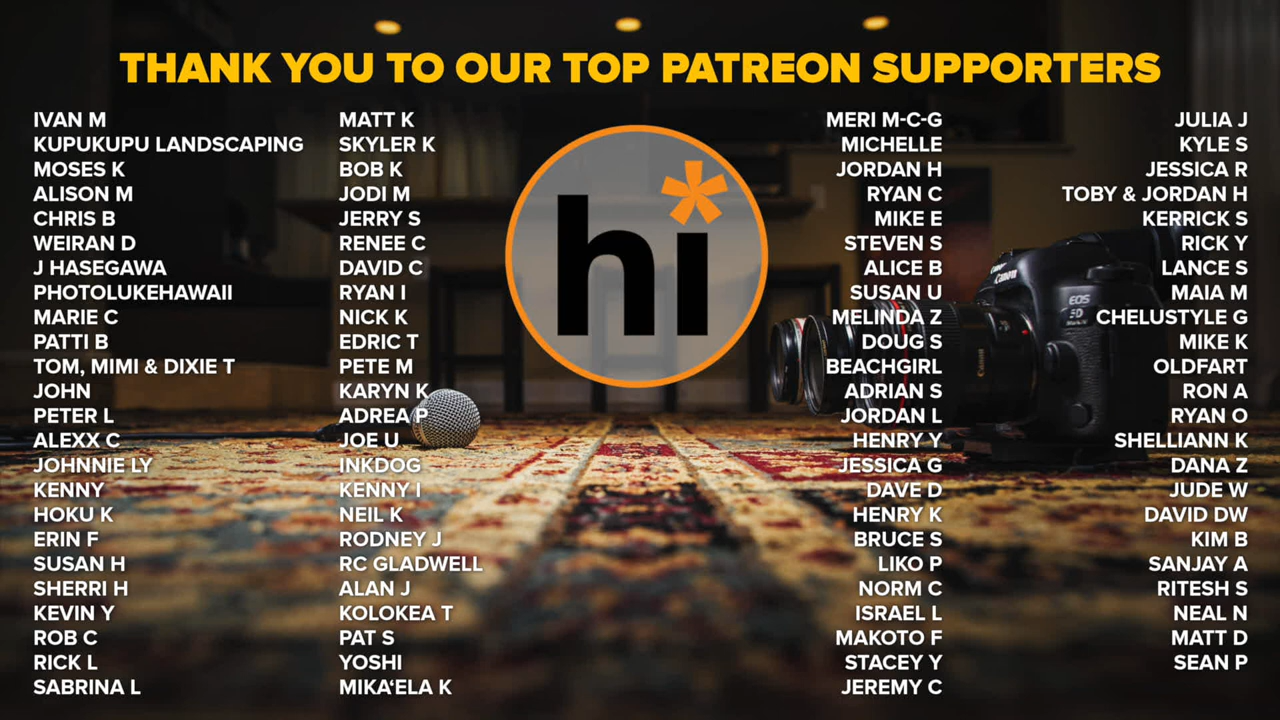 THANK YOU TO OUR TOP PATREON SUPPORTERS
IVAN M
KUPUKUPU LANDSCAPING
MOSES K
ALISON M
CHRIS B
WEIRAN D
J HASEGAWA
PHOTOLUKEHAWAII
MARIE C
PATTI B
TOM, MIMI & DIXIE T
JOHN
PETER L
ALEXX C
JOHNNIE LY
KENNY
HOKU K
ERIN F
SUSAN H
SHERRI H
KEVIN Y
ROB C
RICK L
SABRINA L
MATT K
SKYLER K
BOB K
JODI M
JERRY S
RENEE C
DAVID C
RYAN I
NICK K
EDRIC T
PETE M
KARYN K
ADREA P
JOE U
INKDOG
KENNY I
NEIL K
RODNEY J
RC GLADWELL
ALAN J
KOLOKEA T
PAT S
YOSHI
MIKA‘ELA K
hi*
MERI M-C-G
MICHELLE
JORDAN H
RYAN C
MIKE E
STEVEN S
ALICE B
SUSAN U
MELINDA Z
DOUG S
BEACHGIRL
ADRIAN S
JORDAN L
HENRY Y
JESSICA G
DAVE D
HENRY K
BRUCE S
LIKO P
NORM C
ISRAEL L
MAKOTO F
STACEY Y
JEREMY C
JULIA J
KYLE S
JESSICA R
TOBY & JORDAN H
KERRICK S
RICK Y
LANCE S
MAIA M
CHELUSTYLE G
MIKE K
OLDFART
RON A
RYAN O
SHELLIANN K
DANA Z
JUDE W
DAVID DW
KIM B
SANJAY A
RITESH S
NEAL N
MATT D
SEAN P
Canon
EOS
5D
Canon